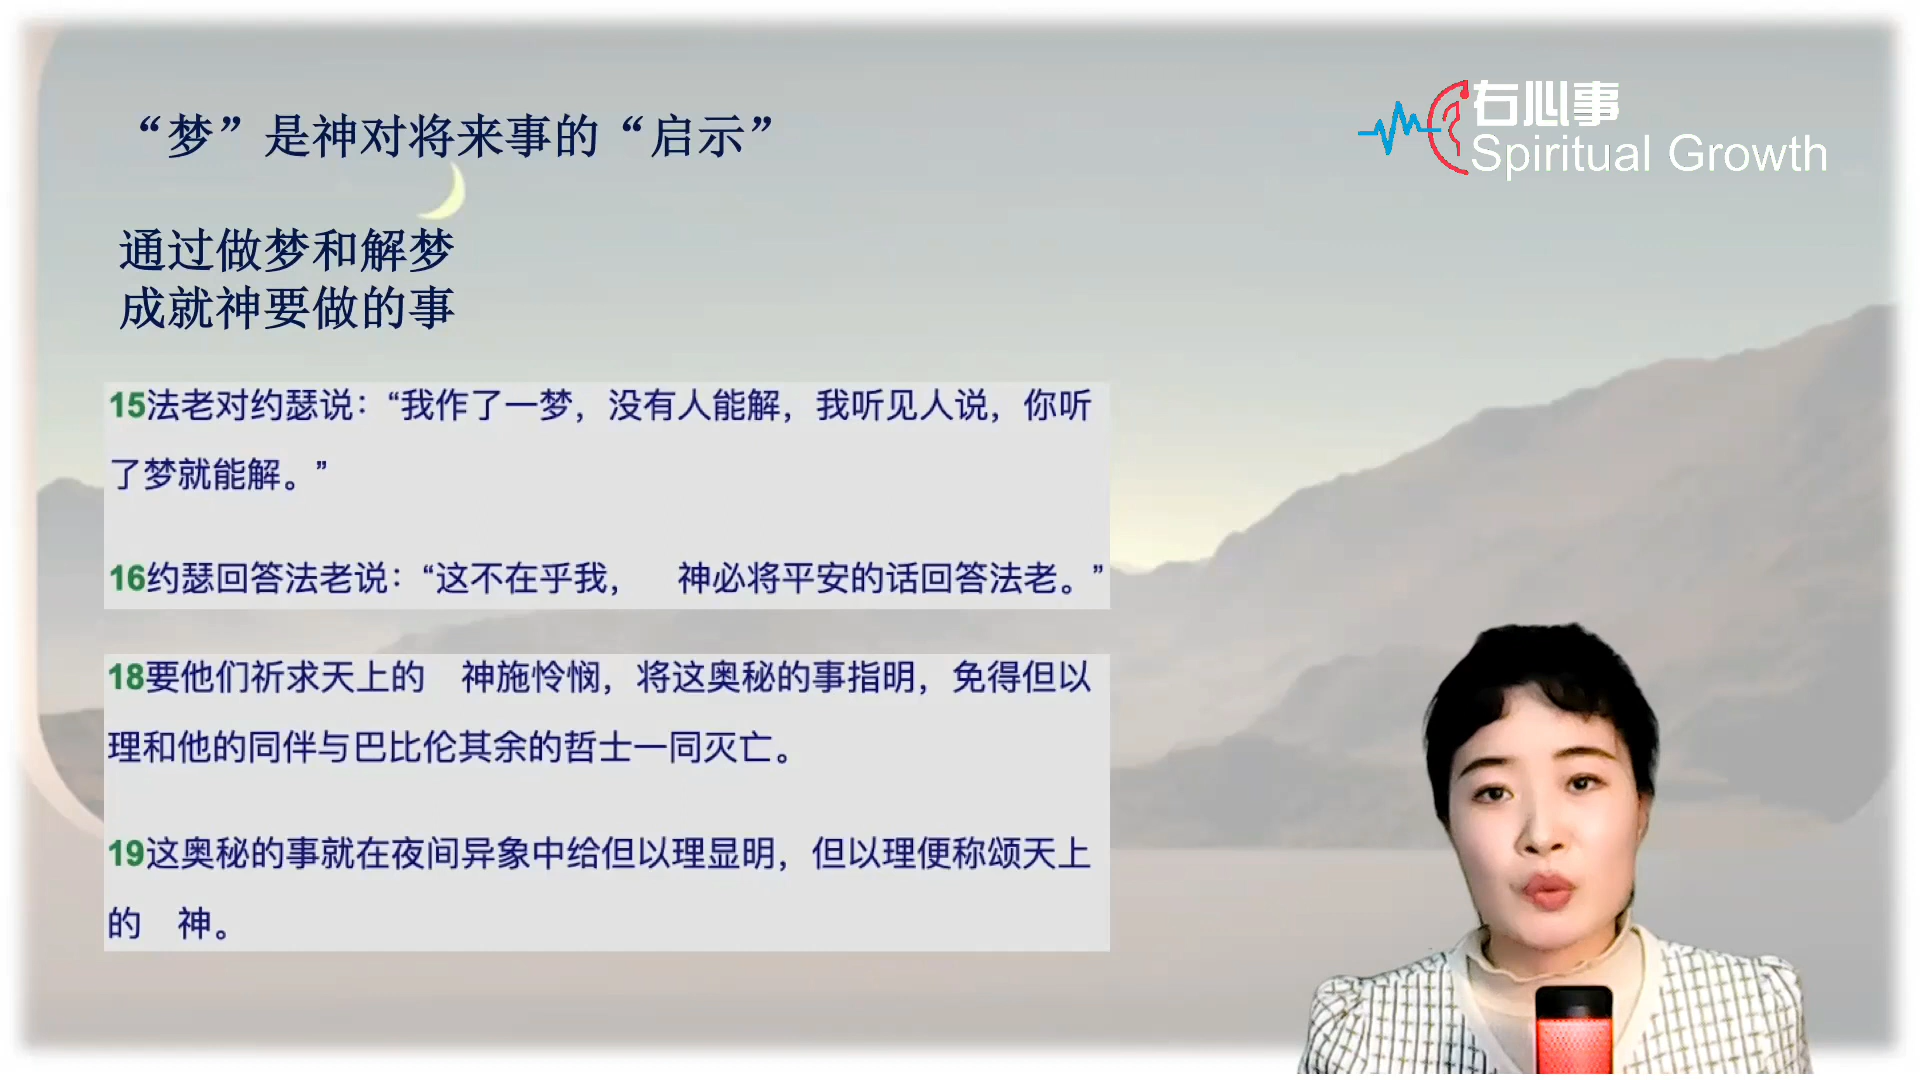 “梦”是神对将来事的“启示”
右心事
Spiritual Growth
通过做梦和解梦
成就神要做的事
15法老对约瑟说：“我作了一梦，没有人能解，我听见人说，你听
了梦就能解。”
16约瑟回答法老说：“这不在乎我，　神必将平安的话回答法老。”
18要他们祈求天上的　神施怜悯，将这奥秘的事指明，免得但以
理和他的同伴与巴比伦其余的哲士一同灭亡。
19这奥秘的事就在夜间异象中给但以理显明，但以理便称颂天上
的　神。